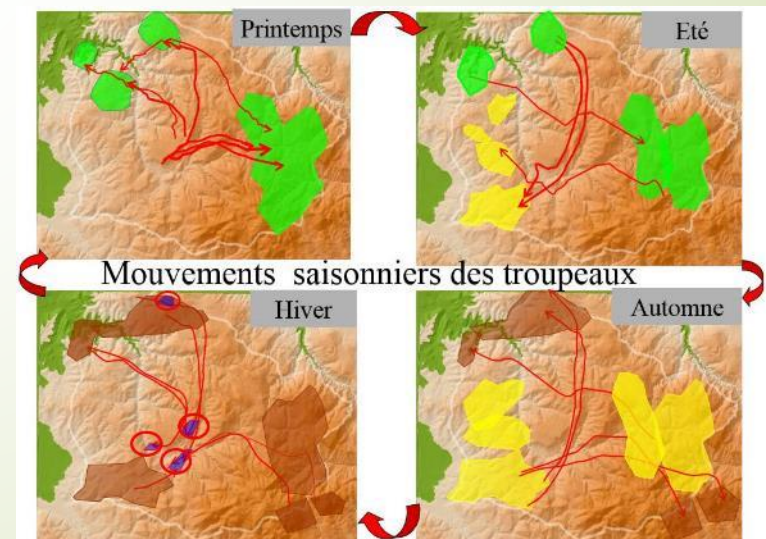 Printemps
Eté
Mouvements saisonniers des troupeaux
Hiver
Automne